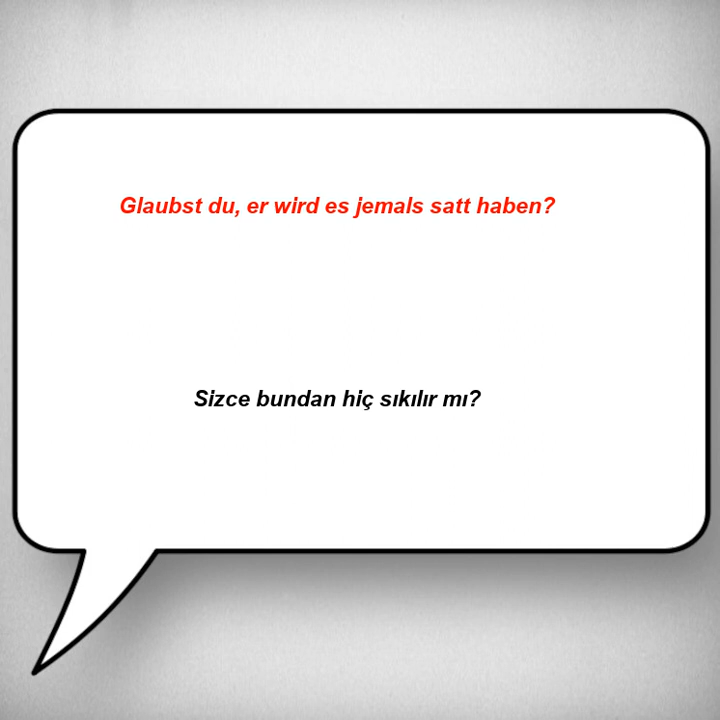 Glaubst du, er wird es jemals satt haben?
Sizce bundan hiç sıkılır mı?